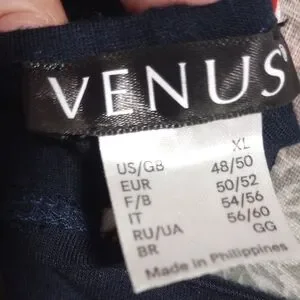 VENUS
XL
US/GB 48/50
EUR 50/52
F/B 54/56
IT 56/60
RU/UA GG
BR
Made in Philippines